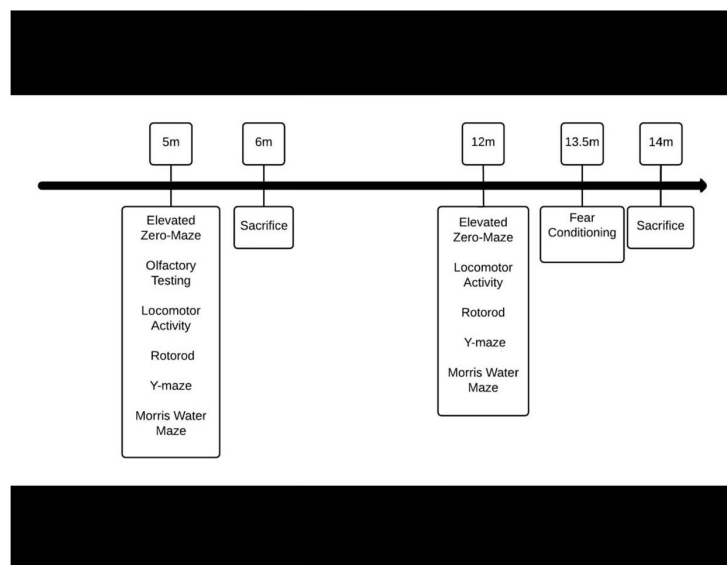 5m
6m
12m
13.5m
14m
Elevated
Zero-Maze
Olfactory
Testing
Locomotor
Activity
Rotorod
Y-maze
Morris Water
Maze
Sacrifice
Elevated
Zero-Maze
Locomotor
Activity
Rotorod
Y-maze
Morris Water
Maze
Fear
Conditioning
Sacrifice